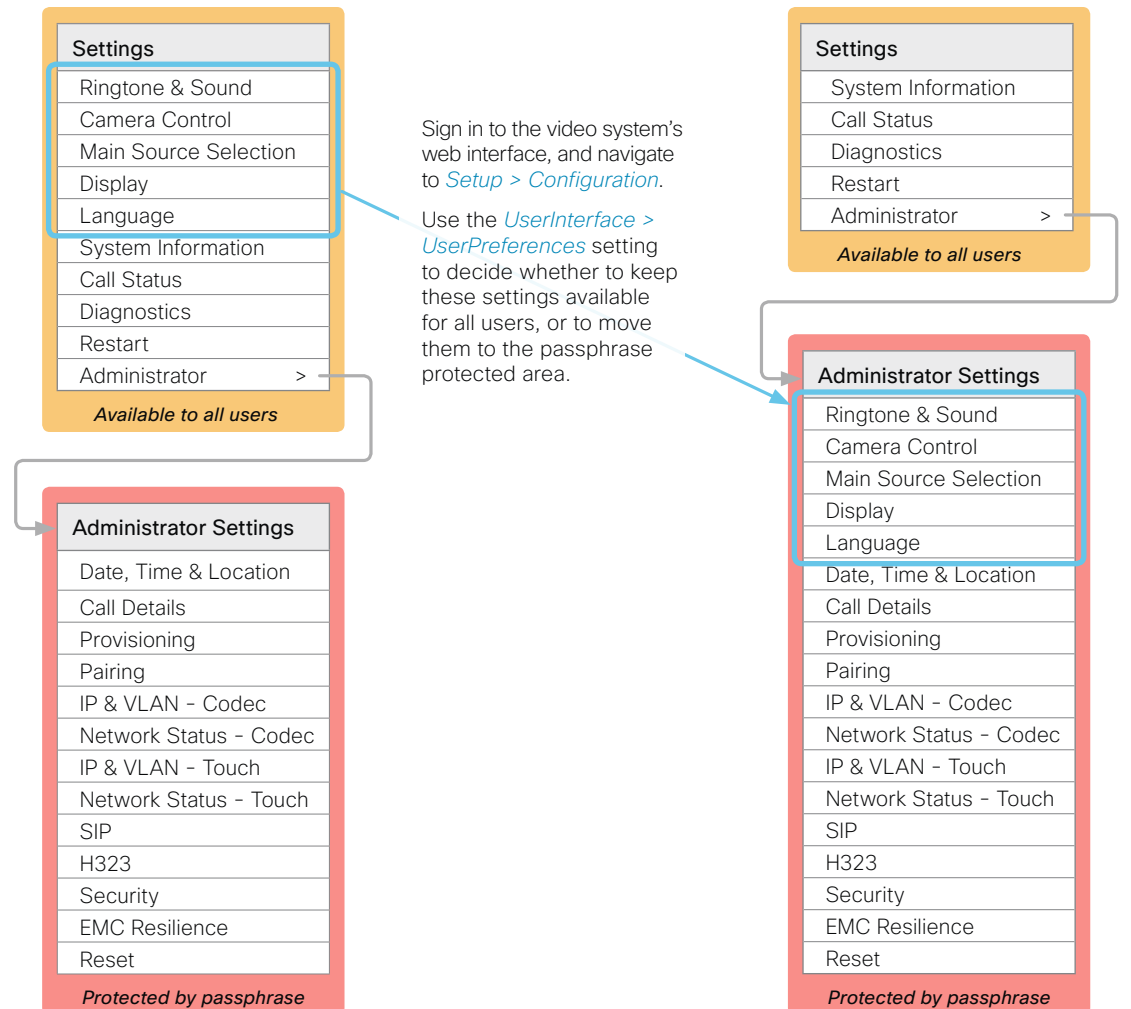 Settings
Ringtone & Sound
Camera Control
Main Source Selection
Display
Language
System Information
Call Status
Diagnostics
Restart
Administrator >
Available to all users
Administrator Settings
Date, Time & Location
Call Details
Provisioning
Pairing
IP & VLAN - Codec
Network Status - Codec
IP & VLAN - Touch
Network Status - Touch
SIP
H323
Security
EMC Resilience
Reset
Protected by passphrase
Sign in to the video system's
web interface, and navigate
to Setup > Configuration.
Use the UserInterface >
UserPreferences setting
to decide whether to keep
these settings available
for all users, or to move
them to the passphrase
protected area.
Settings
System Information
Call Status
Diagnostics
Restart
Administrator >
Available to all users
Administrator Settings
Ringtone & Sound
Camera Control
Main Source Selection
Display
Language
Date, Time & Location
Call Details
Provisioning
Pairing
IP & VLAN - Codec
Network Status - Codec
IP & VLAN - Touch
Network Status - Touch
SIP
H323
Security
EMC Resilience
Reset
Protected by passphrase